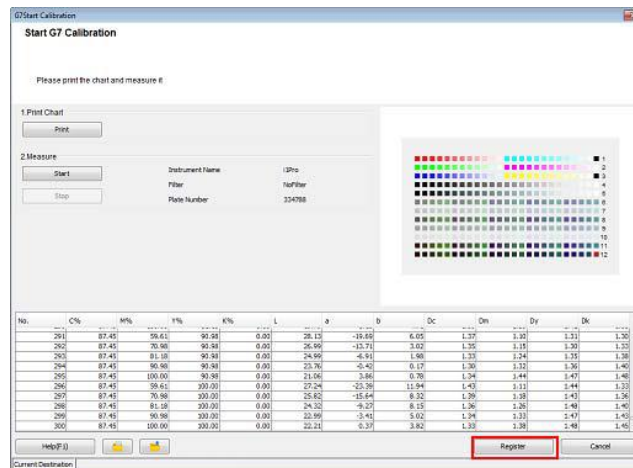 G7Start Calibration
Start G7 Calibration
Please print the chart and measure it
1.Print Chart
Print
2.Measure
Start
Stop
Instrument Name i1Pro
Filter NoFilter
Plate Number 334788
1
2
3
4
5
6
7
8
9
10
11
12
No. C% M% Y% K% L a b Dc Dm Dy Dk
291 87.45 59.61 90.98 0.00 28.13 -19.69 6.05 1.37 1.10 1.31 1.30
292 87.45 70.98 90.98 0.00 26.99 -13.71 3.02 1.35 1.15 1.30 1.33
293 87.45 81.18 90.98 0.00 24.99 -6.91 1.98 1.33 1.24 1.35 1.38
294 87.45 90.98 90.98 0.00 23.76 -0.42 0.17 1.30 1.32 1.36 1.40
295 87.45 100.00 90.98 0.00 21.06 3.86 0.78 1.34 1.44 1.47 1.48
296 87.45 59.61 100.00 0.00 27.24 -23.39 11.94 1.43 1.11 1.44 1.33
297 87.45 70.98 100.00 0.00 25.82 -15.64 8.32 1.39 1.18 1.43 1.36
298 87.45 81.18 100.00 0.00 24.32 -9.27 8.15 1.36 1.26 1.48 1.40
299 87.45 90.98 100.00 0.00 22.99 -3.41 5.02 1.34 1.33 1.47 1.43
300 87.45 100.00 100.00 0.00 22.21 0.37 3.82 1.33 1.38 1.48 1.45
Help(F1) Register Cancel
Current Destination